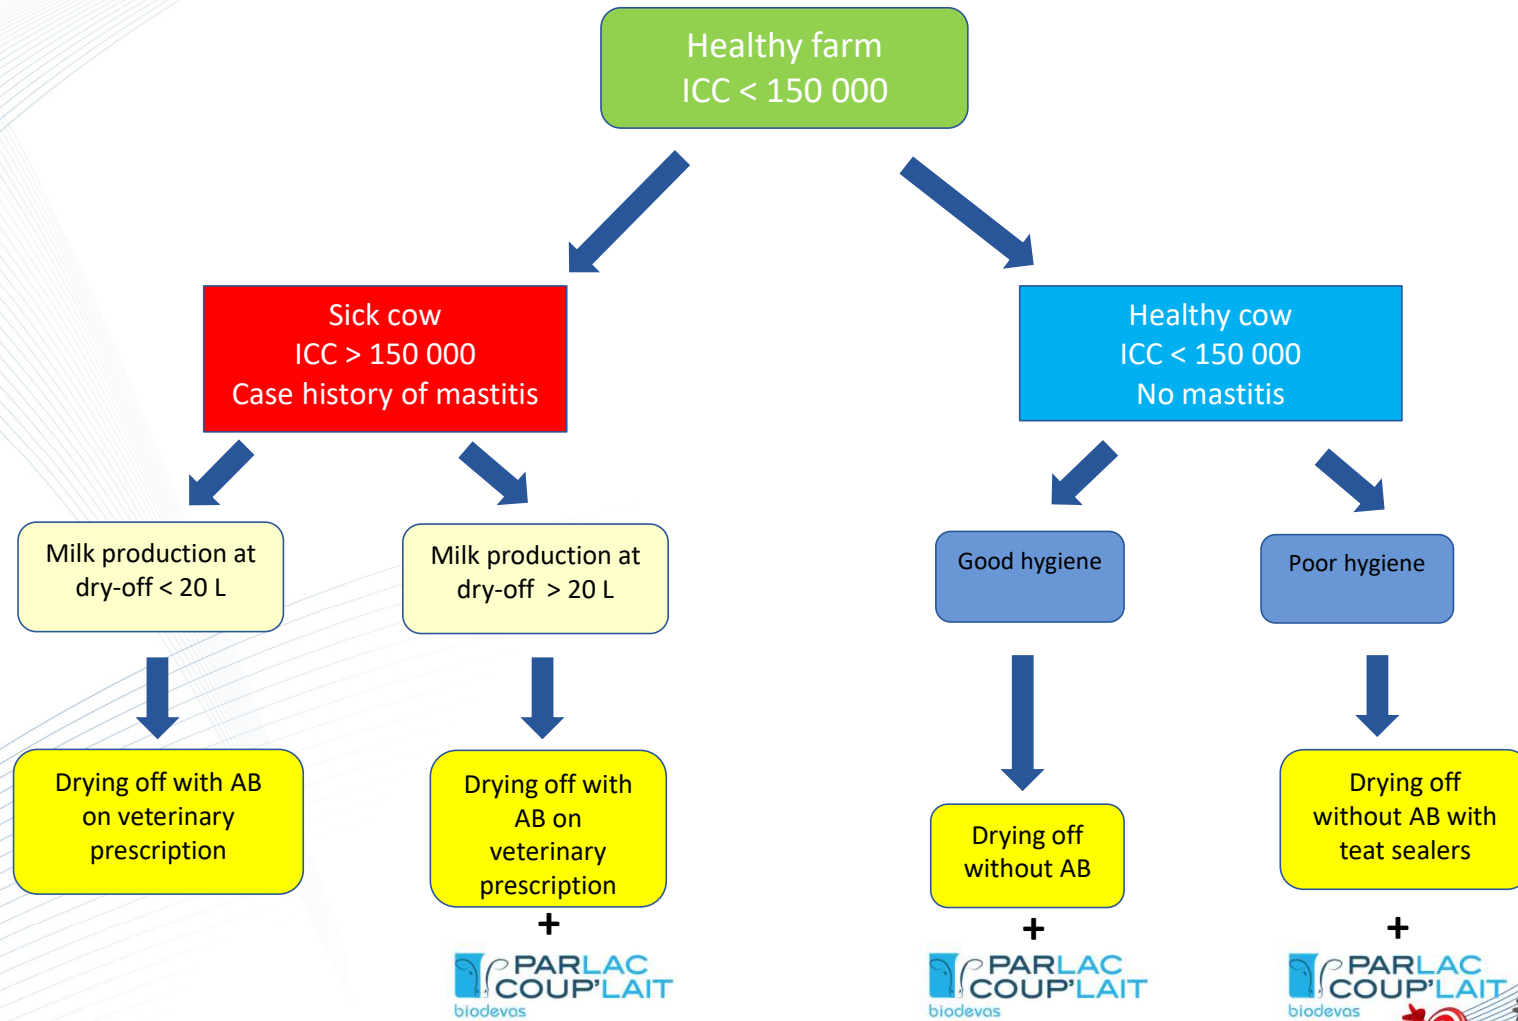 Healthy farm
ICC < 150 000
Sick cow
ICC > 150 000
Case history of mastitis
Healthy cow
ICC < 150 000
No mastitis
Milk production at
dry-off < 20 L
Milk production at
dry-off  > 20 L
Good hygiene
Poor hygiene
Drying off with AB
on veterinary
prescription
Drying off with
AB on
veterinary
prescription
+
PARLAC
COUP'LAIT
biodevas
Drying off
without AB
+
PARLAC
COUP'LAIT
biodevas
Drying off
without AB with
teat sealers
+
PARLAC
COUP'LAIT
biodevas